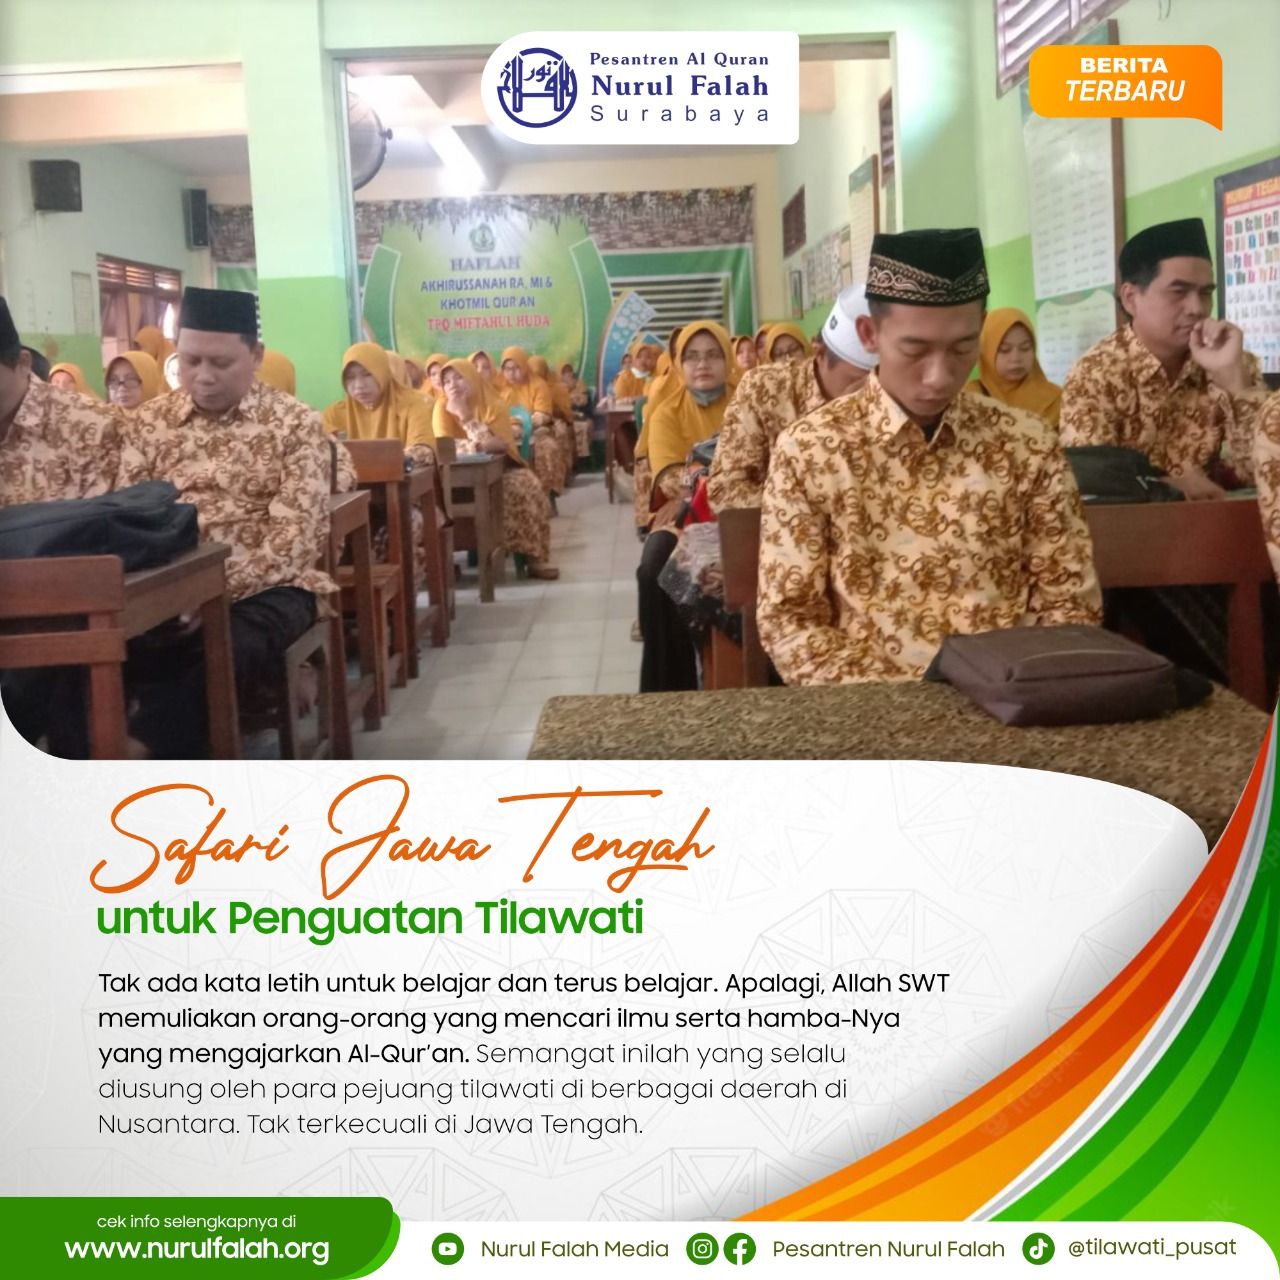 Pesantren Al Quran
Nurul Falah
Surabaya
BERITA
TERBARU
HAFLAH
AKHIRUSSANAH RA, MI &
KHOTMIL QUR'AN
TPQ MIFTAHUL HUDA
Safari Jawa Tengah
untuk Penguatan Tilawati
Tak ada kata letih untuk belajar dan terus belajar. Apalagi, Allah SWT
memuliakan orang-orang yang mencari ilmu serta hamba-Nya
yang mengajarkan Al-Qur'an. Semangat inilah yang selalu
diusung oleh para pejuang tilawati di berbagai daerah di
Nusantara. Tak terkecuali di Jawa Tengah.
cek info selengkapnya di
www.nurulfalah.org
Nurul Falah Media
Pesantren Nurul Falah
@tilawati_pusat